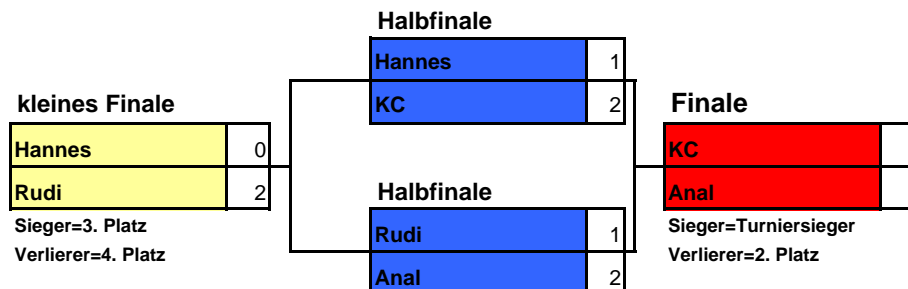 Halbfinale
Hannes 1
KC 2
kleines Finale
Hannes 0
Rudi 2
Sieger=3. Platz
Verlierer=4. Platz
Halbfinale
Rudi 1
Anal 2
Finale
KC
Anal
Sieger=Turniersieger
Verlierer=2. Platz